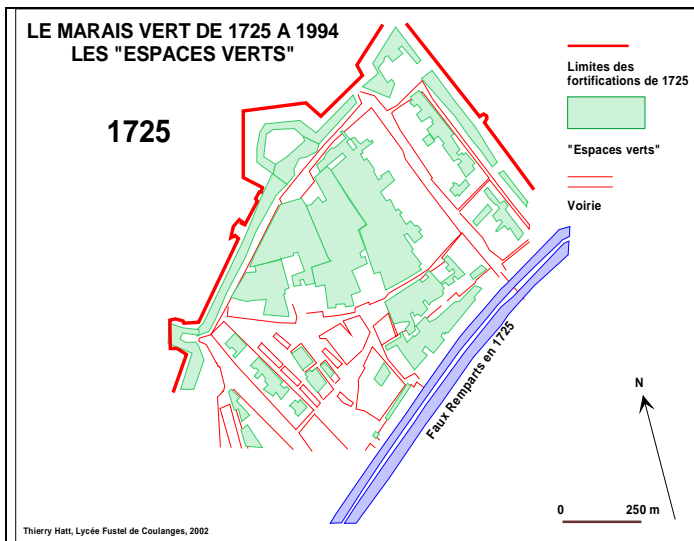 LE MARAIS VERT DE 1725 A 1994
LES "ESPACES VERTS"
1725
Limites des
fortifications de 1725
"Espaces verts"
Voirie
Faux Remparts en 1725
N
0 250 m
Thierry Hatt, Lycée Fustel de Coulanges, 2002